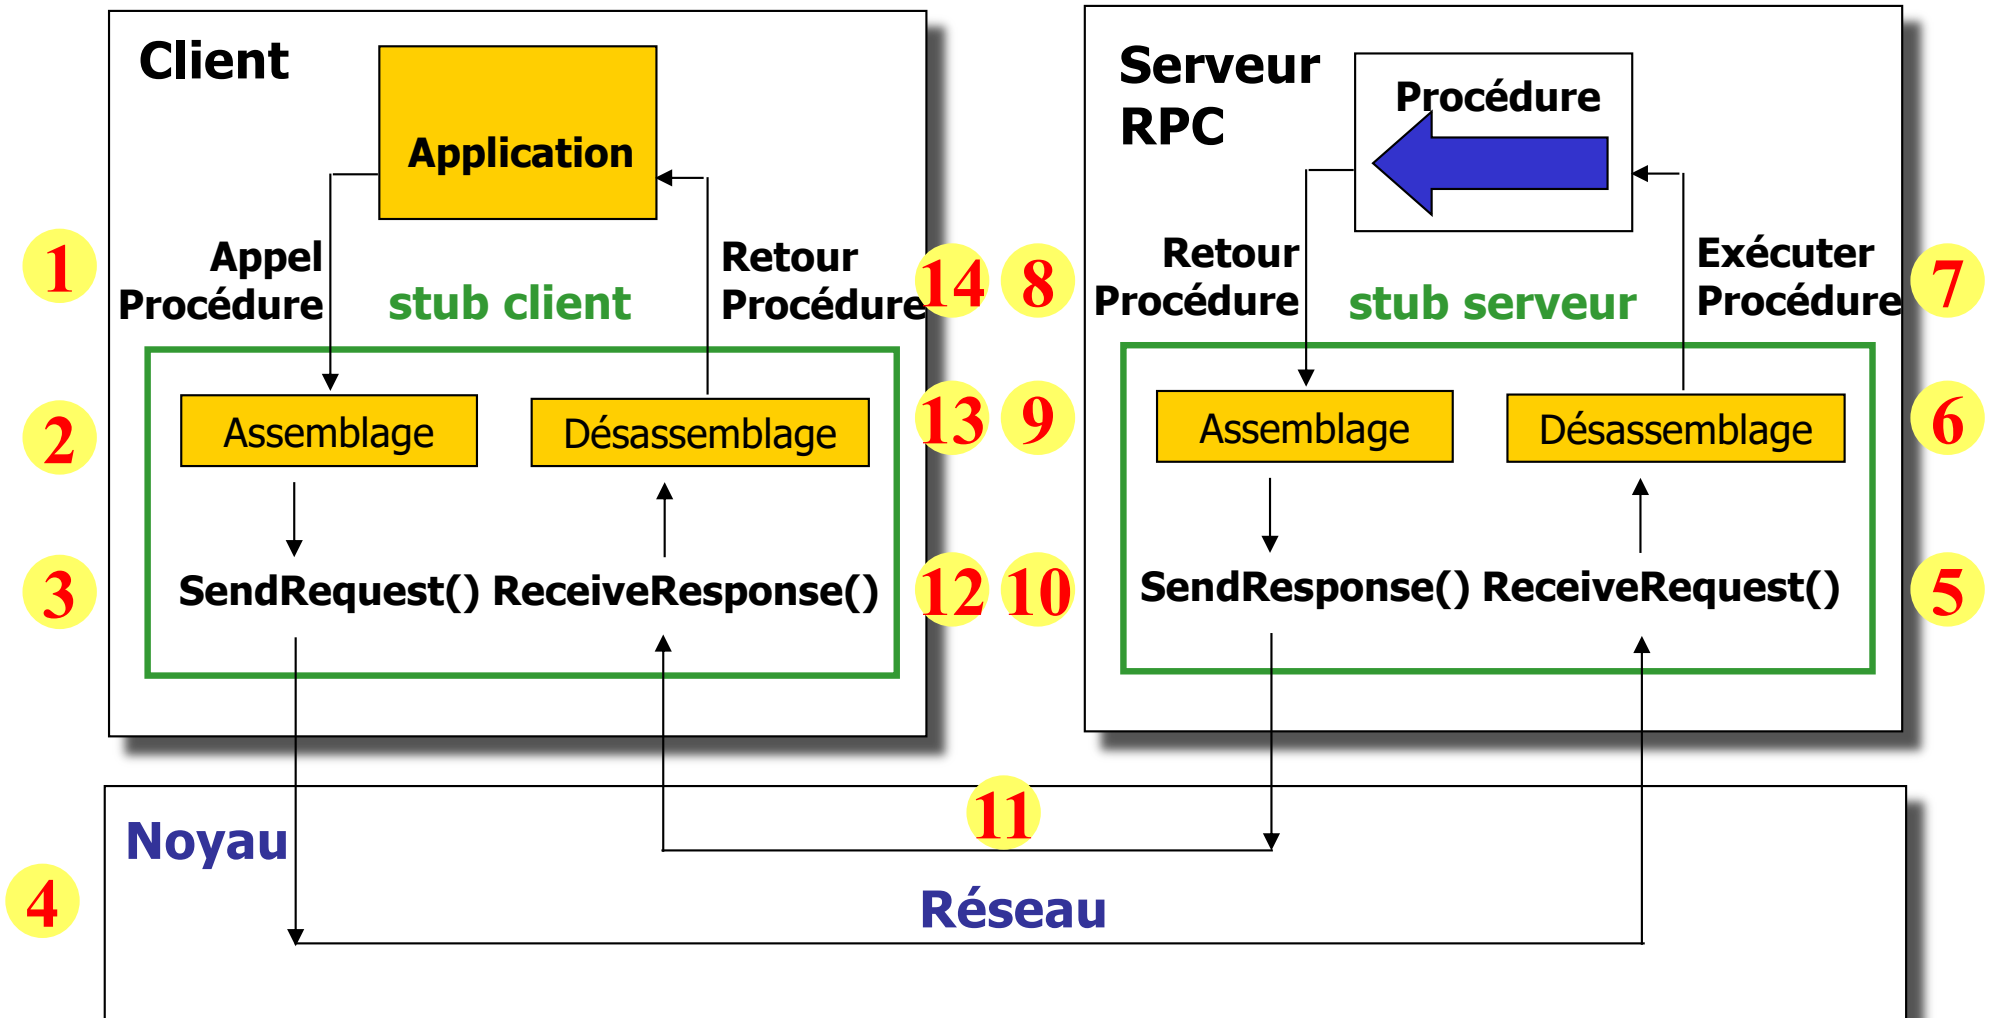 Client
Application
1
Appel
Procédure
stub client
Retour
Procédure
14
2
Assemblage
Désassemblage
13
3
SendRequest()
ReceiveResponse()
12
Serveur
RPC
Procédure
8
Retour
Procédure
stub serveur
Exécuter
Procédure
7
9
Assemblage
Désassemblage
6
10
SendResponse()
ReceiveRequest()
5
11
Noyau
4
Réseau